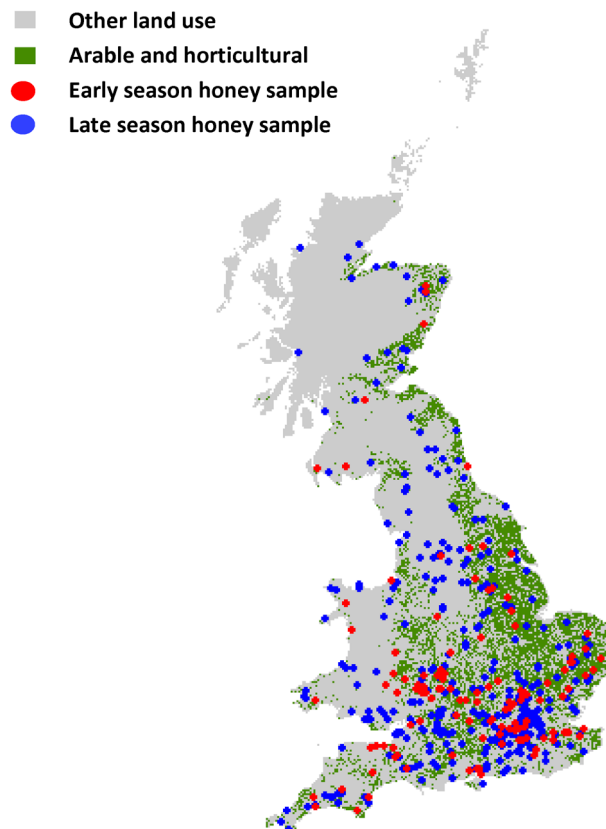 Other land use
Arable and horticultural
Early season honey sample
Late season honey sample